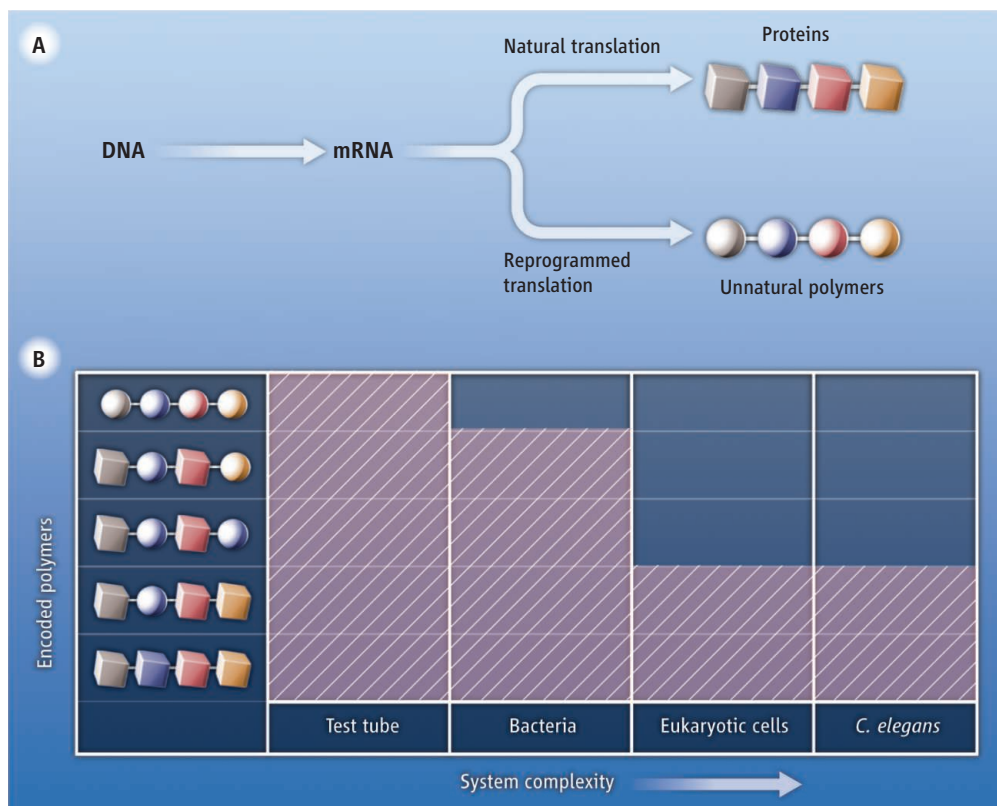 A
Natural translation
Proteins
DNA
mRNA
Reprogrammed
translation
Unnatural polymers
B
Encoded polymers
Test tube
Bacteria
Eukaryotic cells
C. elegans
System complexity